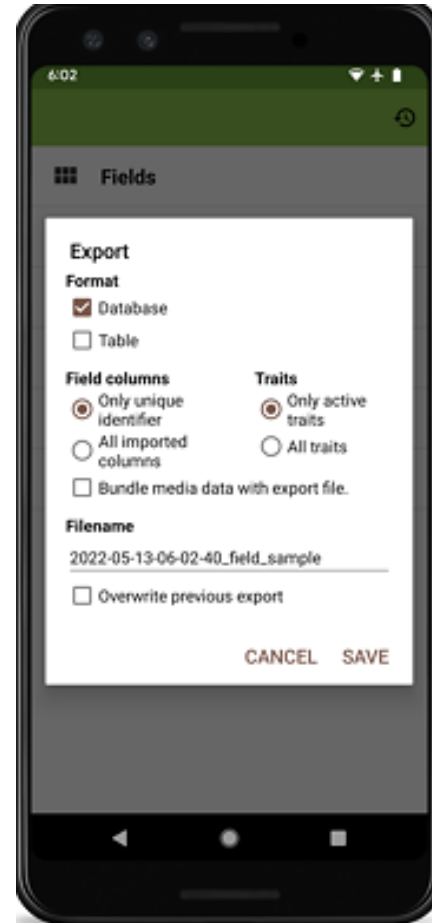 6:02
Fields
Export
Format
Database
Table
Field columns
Only unique
identifier
All imported
columns
Traits
Only active
traits
All traits
Bundle media data with export file.
Filename
2022-05-13-06-02-40_field_sample
Overwrite previous export
CANCEL SAVE